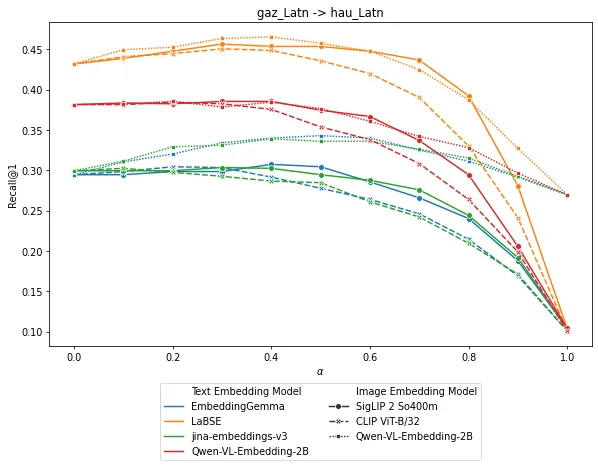 gaz_Latn -> hau_Latn
Recall@1
0.45
0.40
0.35
0.30
0.25
0.20
0.15
0.10
0.0 0.2 0.4 0.6 0.8 1.0
α
Text Embedding Model Image Embedding Model
EmbeddingGemma SigLIP 2 So400m
LaBSE CLIP ViT-B/32
jina-embeddings-v3 Qwen-VL-Embedding-2B
Qwen-VL-Embedding-2B